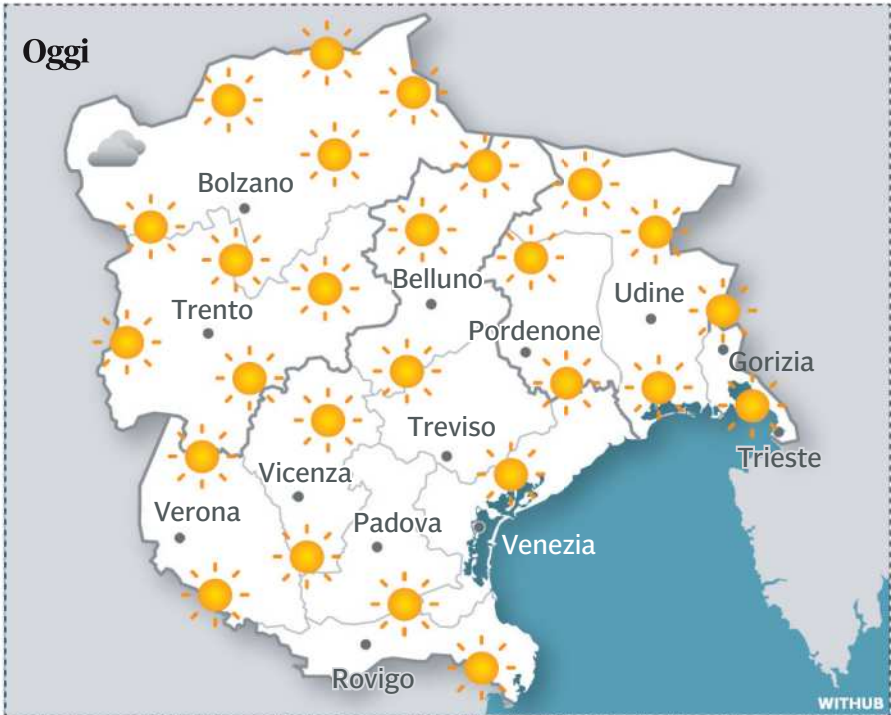 Oggi
Bolzano
Belluno
Udine
Trento
Pordenone
Gorizia
Treviso
Trieste
Vicenza
Verona
Padova
Venezia
Rovigo
WITHUB